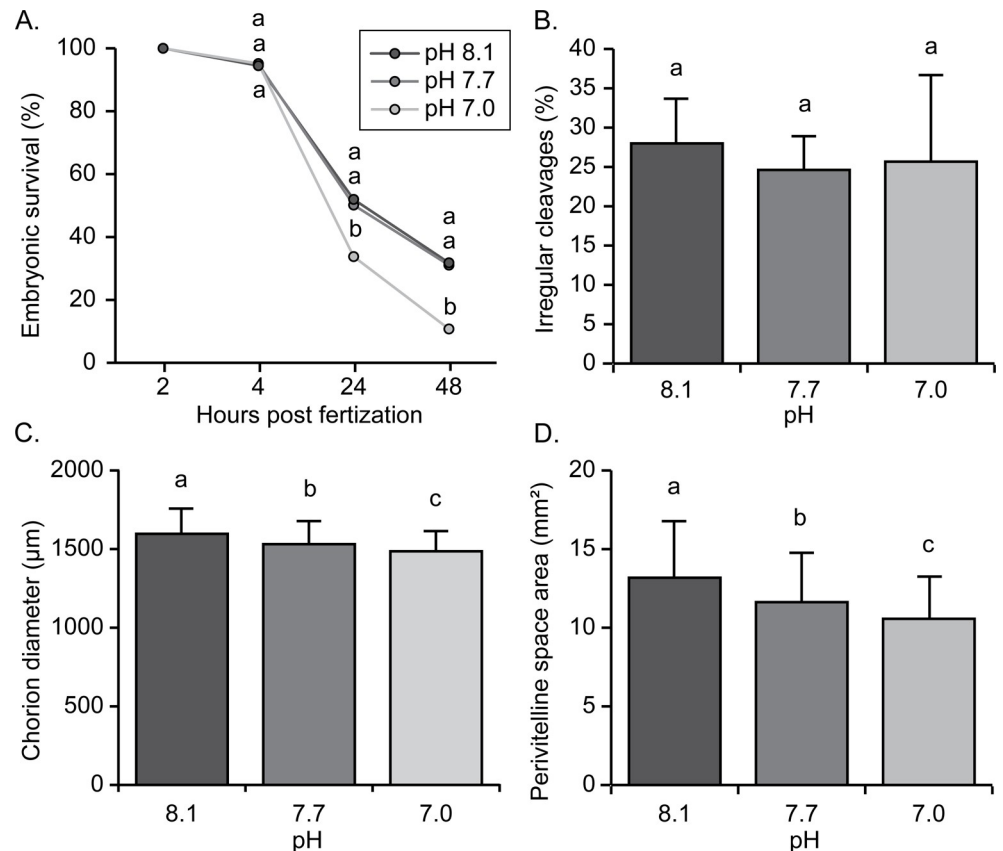 A.
Embryonic survival (%)
100
80
60
40
20
0
a
a
a
a
a
b
a
a
b
pH 8.1
pH 7.7
pH 7.0
2 4 24 48
Hours post fertization
B.
Irregular cleavages (%)
40
35
30
25
20
15
10
5
0
a a a
8.1 7.7 7.0
pH
C.
Chorion diameter (µm)
2000
1500
1000
500
0
a b c
8.1 7.7 7.0
pH
D.
Perivitelline space area (mm²)
20
15
10
5
0
a b c
8.1 7.7 7.0
pH